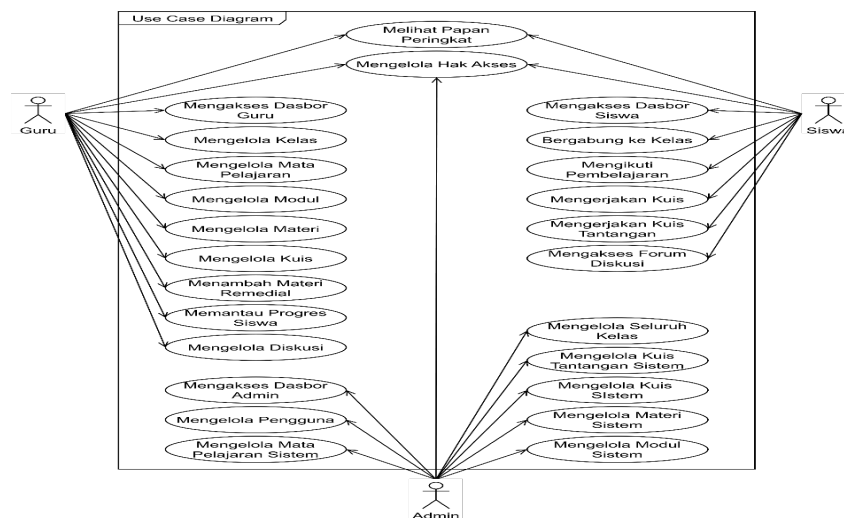 Use Case Diagram
Melihat Papan
Peringkat
Mengelola Hak Akses
Guru
Mengakses Dasbor
Guru
Mengelola Kelas
Mengelola Mata
Pelajaran
Mengelola Modul
Mengelola Materi
Mengelola Kuis
Menambah Materi
Remedial
Memantau Progres
Siswa
Mengelola Diskusi
Siswa
Mengakses Dasbor
Siswa
Bergabung ke Kelas
Mengikuti
Pembelajaran
Mengerjakan Kuis
Mengerjakan Kuis
Tantangan
Mengakses Forum
Diskusi
Mengakses Dasbor
Admin
Mengelola Pengguna
Mengelola Mata
Pelajaran Sistem
Mengelola Seluruh
Kelas
Mengelola Kuis
Tantangan Sistem
Mengelola Kuis
SIstem
Mengelola Materi
Sistem
Mengelola Modul
Sistem
Admin